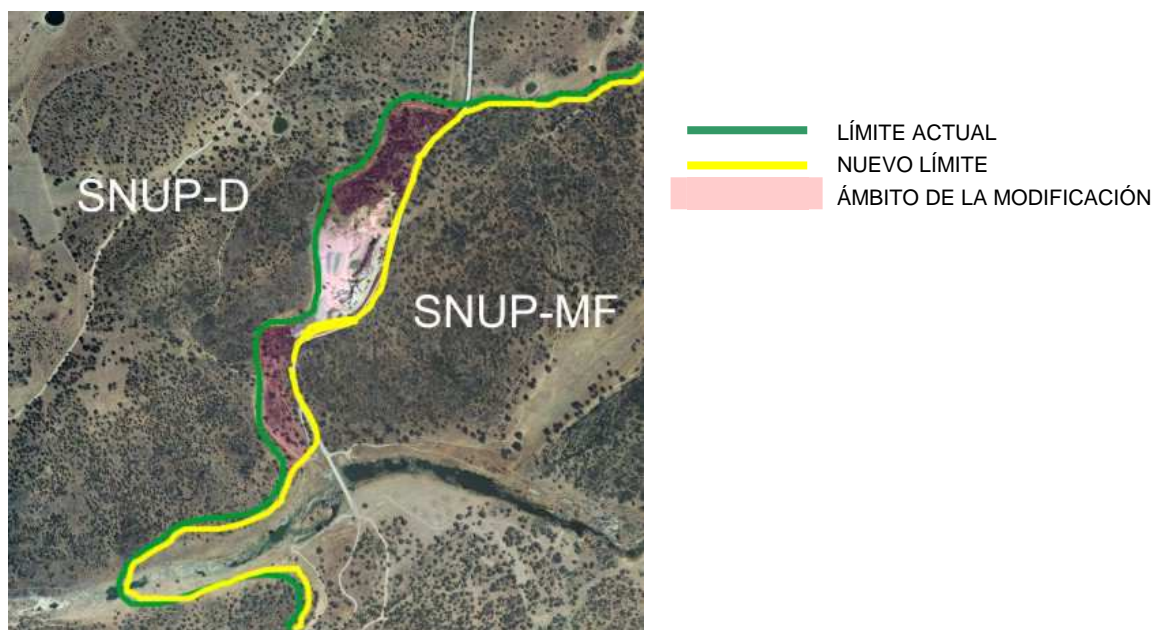 SNUP-D
SNUP-MF
LÍMITE ACTUAL
NUEVO LÍMITE
ÁMBITO DE LA MODIFICACIÓN